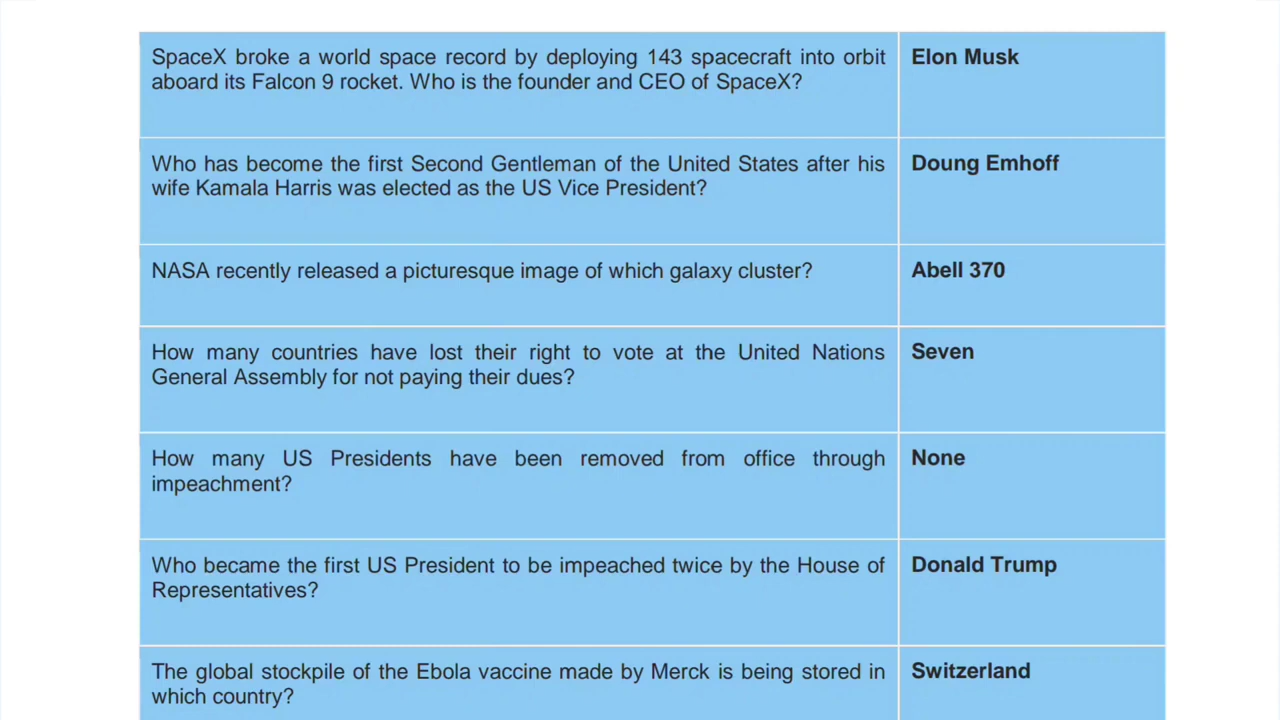 SpaceX broke a world space record by deploying 143 spacecraft into orbit
aboard its Falcon 9 rocket. Who is the founder and CEO of SpaceX?
Elon Musk
Who has become the first Second Gentleman of the United States after his
wife Kamala Harris was elected as the US Vice President?
Doung Emhoff
NASA recently released a picturesque image of which galaxy cluster?
Abell 370
How many countries have lost their right to vote at the United Nations
General Assembly for not paying their dues?
Seven
How many US Presidents have been removed from office through
impeachment?
None
Who became the first US President to be impeached twice by the House of
Representatives?
Donald Trump
The global stockpile of the Ebola vaccine made by Merck is being stored in
which country?
Switzerland